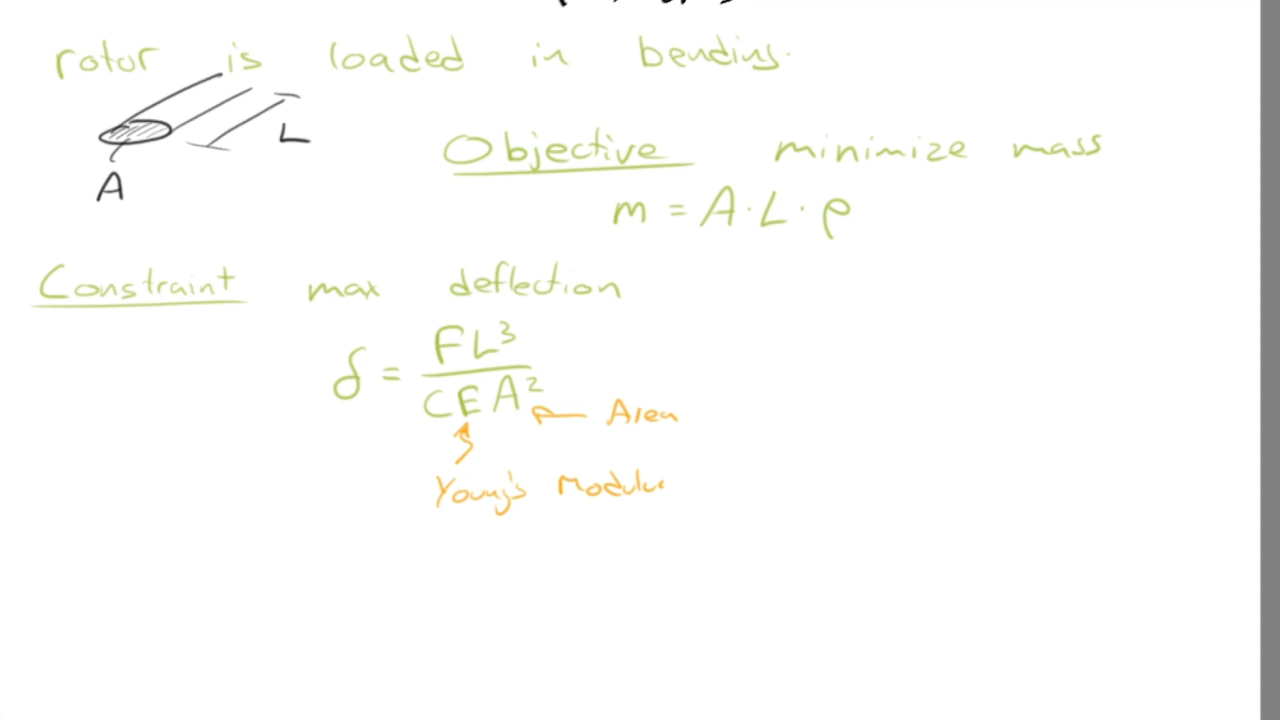 rotor is loaded in bending.
L
A
Objective minimize mass
m = A · L · ρ
Constraint max deflection
δ = FL³ / CEA²
Area
Young's Modulus